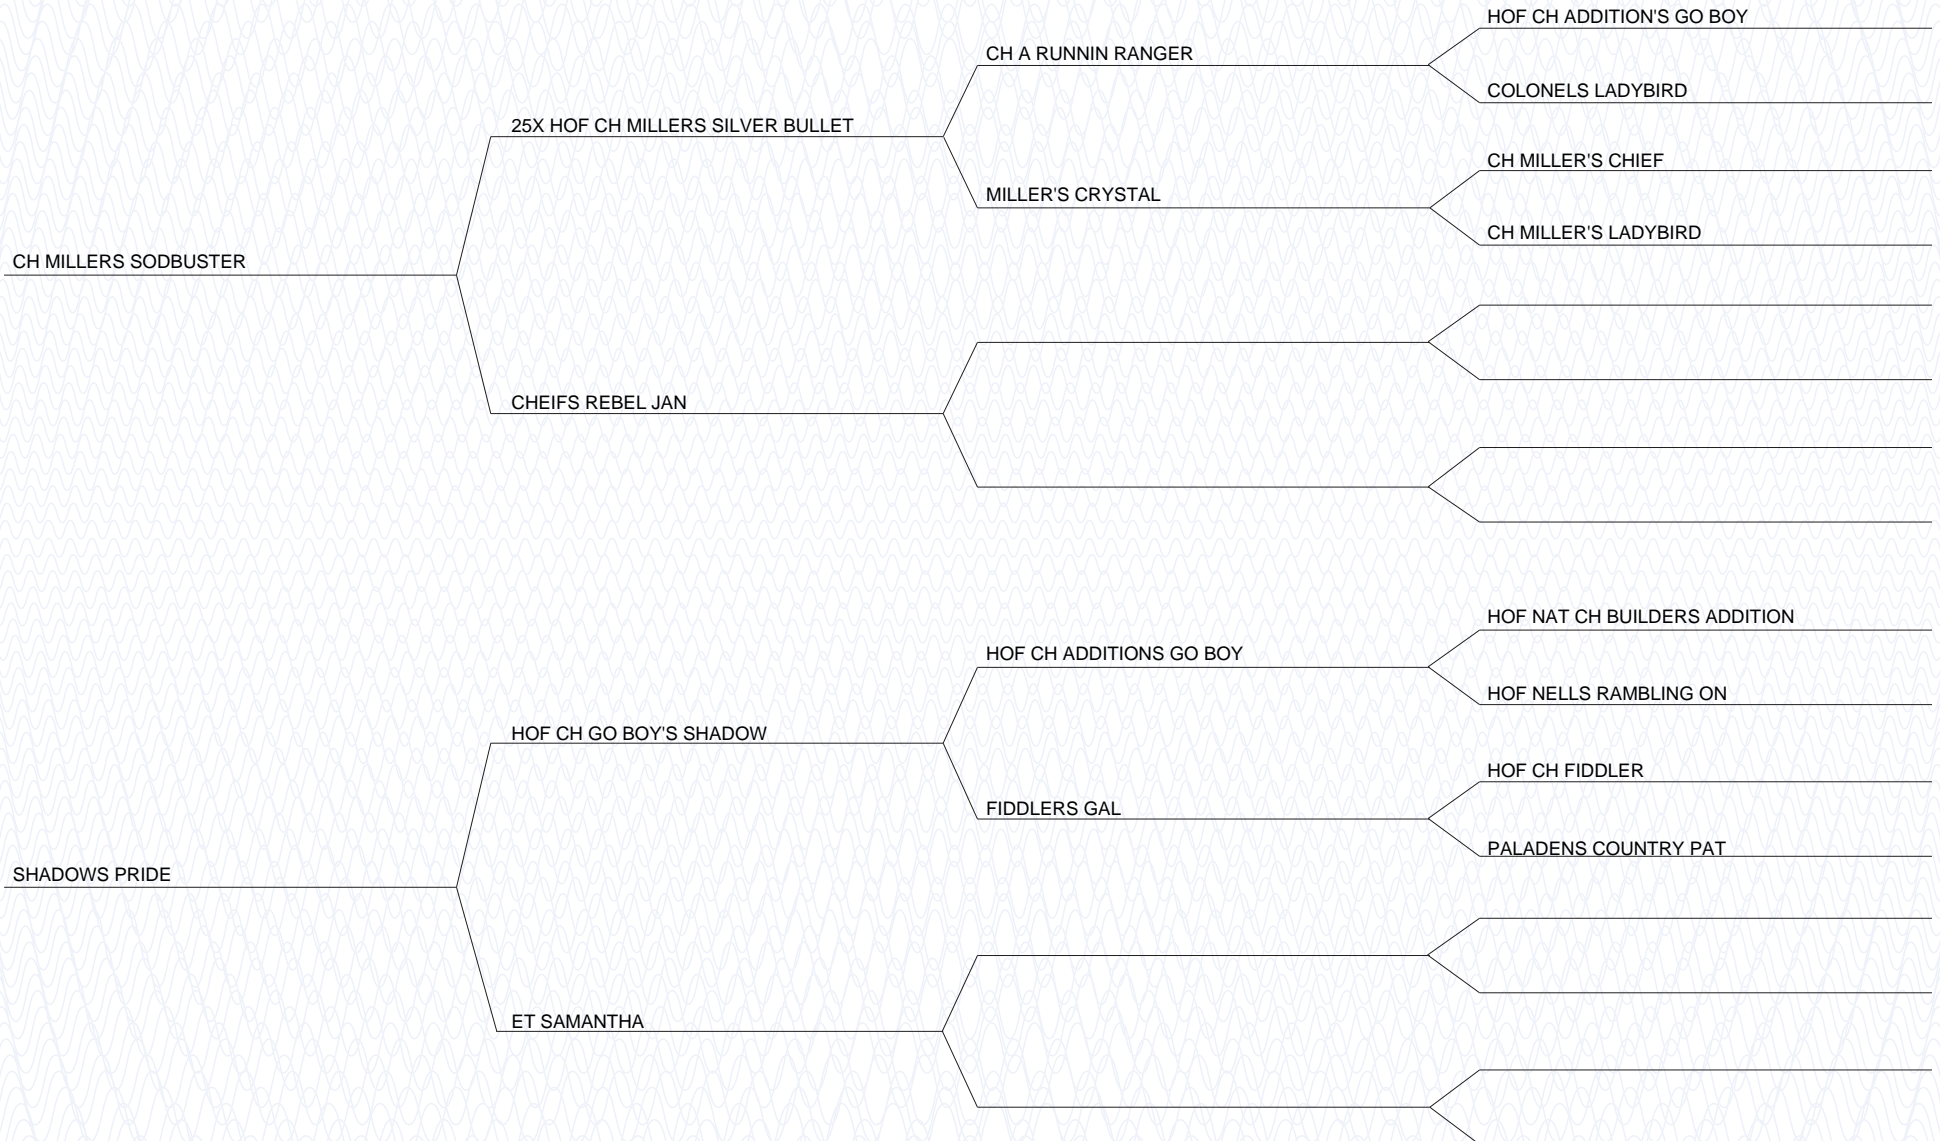 HOF CH ADDITION'S GO BOY
CH A RUNNIN RANGER
COLONELS LADYBIRD
25X HOF CH MILLERS SILVER BULLET
CH MILLER'S CHIEF
MILLER'S CRYSTAL
CH MILLER'S LADYBIRD
CH MILLERS SODBUSTER
CHEIFS REBEL JAN
HOF NAT CH BUILDERS ADDITION
HOF CH ADDITIONS GO BOY
HOF NELLS RAMBLING ON
HOF CH GO BOY'S SHADOW
HOF CH FIDDLER
FIDDLERS GAL
PALADENS COUNTRY PAT
SHADOWS PRIDE
ET SAMANTHA